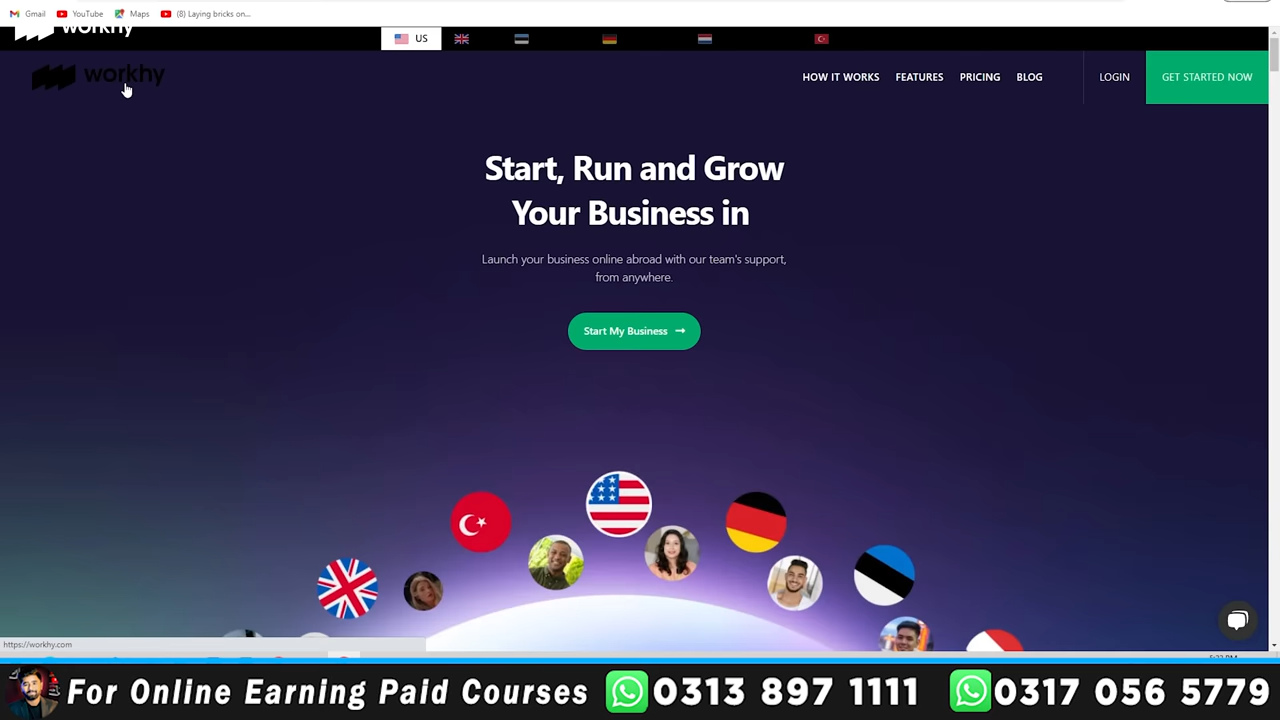 Gmail YouTube Maps (8) Laying bricks on...
workhy
US
workhy
HOW IT WORKS FEATURES PRICING BLOG LOGIN GET STARTED NOW
Start, Run and Grow
Your Business in
Launch your business online abroad with our team's support,
from anywhere.
Start My Business
https://workhy.com
For Online Earning Paid Courses 0313 897 1111 0317 056 5779